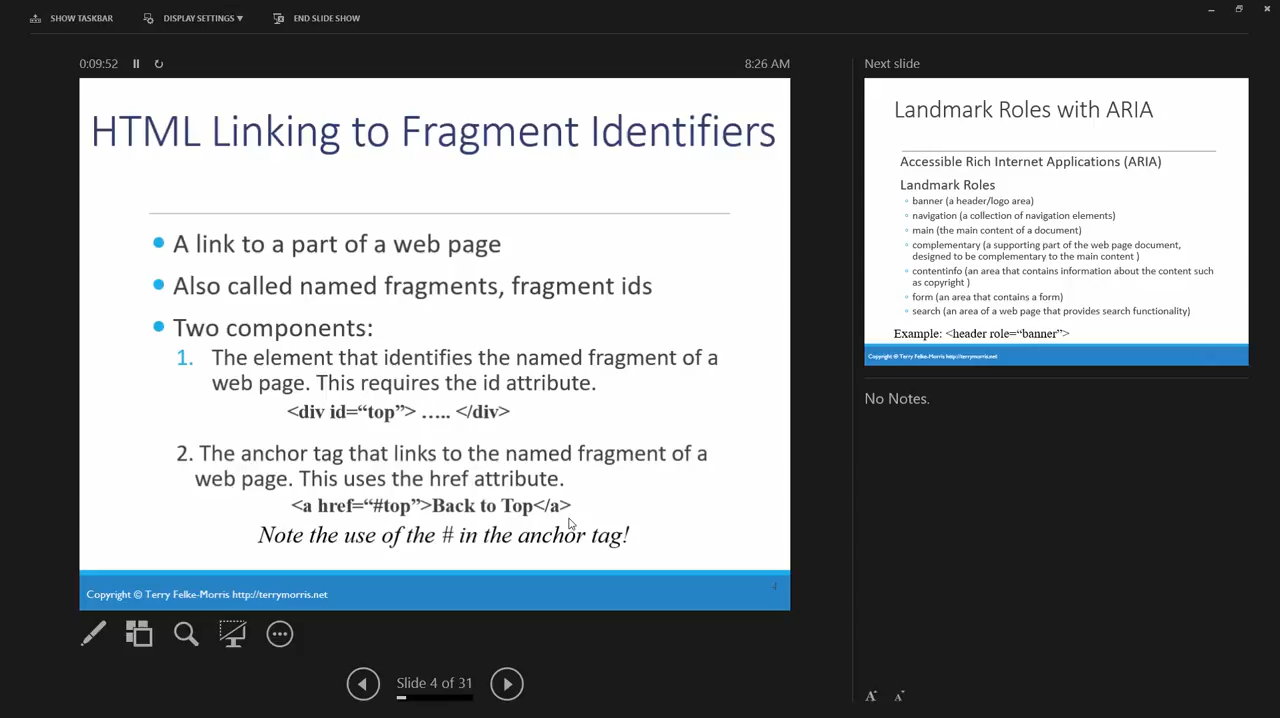 SHOW TASKBAR
DISPLAY SETTINGS ▼
END SLIDE SHOW
0:09:52
8:26 AM
HTML Linking to Fragment Identifiers
• A link to a part of a web page
• Also called named fragments, fragment ids
• Two components:
1. The element that identifies the named fragment of a
web page. This requires the id attribute.
<div id=“top”> ….. </div>
2. The anchor tag that links to the named fragment of a
web page. This uses the href attribute.
<a href=“#top”>Back to Top</a>
Note the use of the # in the anchor tag!
Copyright © Terry Felke-Morris http://terrymorris.net
4
Slide 4 of 31
Next slide
Landmark Roles with ARIA
Accessible Rich Internet Applications (ARIA)
Landmark Roles
◦ banner (a header/logo area)
◦ navigation (a collection of navigation elements)
◦ main (the main content of a document)
◦ complementary (a supporting part of the web page document,
designed to be complementary to the main content )
◦ contentinfo (an area that contains information about the content such
as copyright )
◦ form (an area that contains a form)
◦ search (an area of a web page that provides search functionality)
Example: <header role=“banner”>
Copyright © Terry Felke-Morris http://terrymorris.net
No Notes.
A A